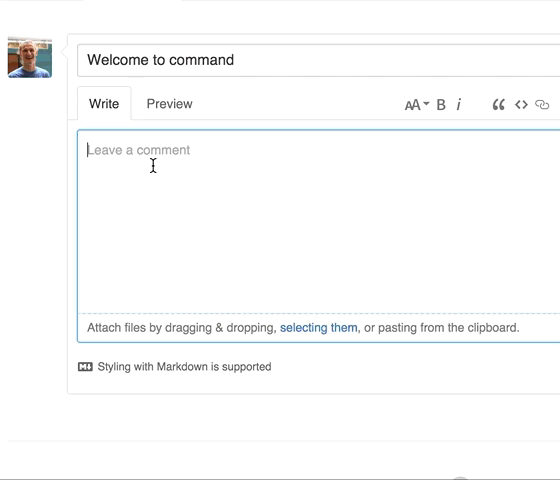 Welcome to command
Write Preview AA B i
Leave a comment
Attach files by dragging & dropping, selecting them, or pasting from the clipboard.
Styling with Markdown is supported